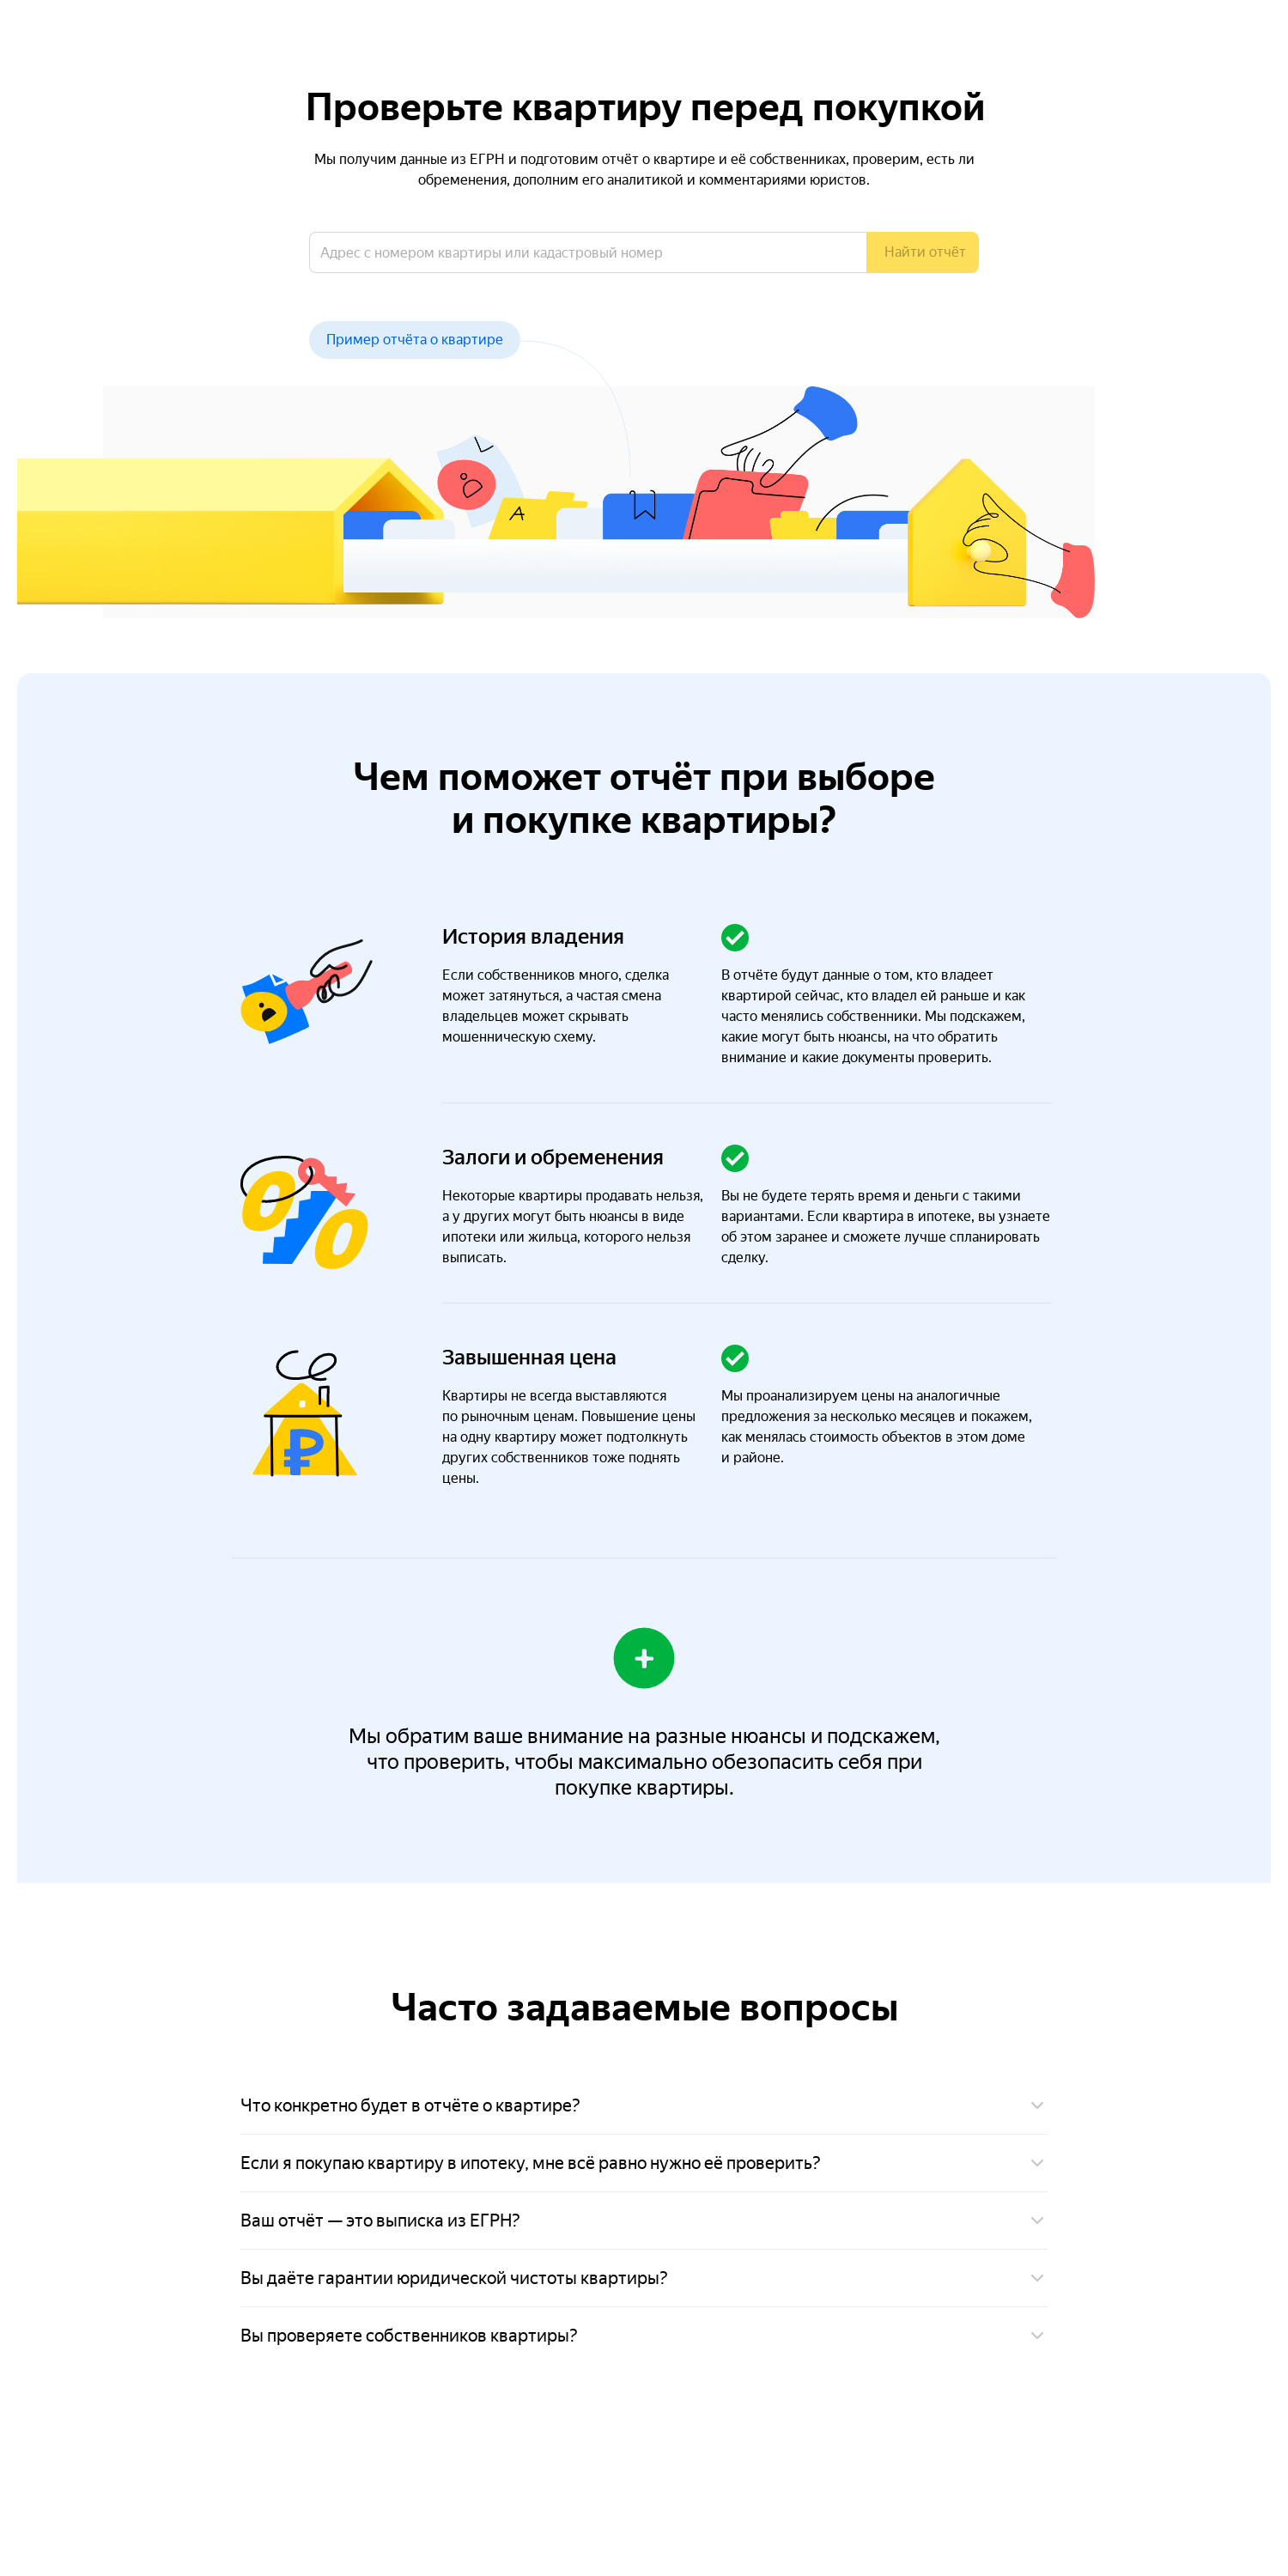 Проверьте квартиру перед покупкой
Мы получим данные из ЕГРН и подготовим отчёт о квартире и её собственниках, проверим, есть ли
обременения, дополним его аналитикой и комментариями юристов.
Адрес с номером квартиры или кадастровый номер
Найти отчёт
Пример отчёта о квартире
Чем поможет отчёт при выборе
и покупке квартиры?
История владения
Если собственников много, сделка
может затянуться, а частая смена
владельцев может скрывать
мошенническую схему.
В отчёте будут данные о том, кто владеет
квартирой сейчас, кто владел ей раньше и как
часто менялись собственники. Мы подскажем,
какие могут быть нюансы, на что обратить
внимание и какие документы проверить.
Залоги и обременения
Некоторые квартиры продавать нельзя,
а у других могут быть нюансы в виде
ипотеки или жильца, которого нельзя
выписать.
Вы не будете терять время и деньги с такими
вариантами. Если квартира в ипотеке, вы узнаете
об этом заранее и сможете лучше спланировать
сделку.
Завышенная цена
Квартиры не всегда выставляются
по рыночным ценам. Повышение цены
на одну квартиру может подтолкнуть
других собственников тоже поднять
цены.
Мы проанализируем цены на аналогичные
предложения за несколько месяцев и покажем,
как менялась стоимость объектов в этом доме
и районе.
Мы обратим ваше внимание на разные нюансы и подскажем,
что проверить, чтобы максимально обезопасить себя при
покупке квартиры.
Часто задаваемые вопросы
Что конкретно будет в отчёте о квартире?
Если я покупаю квартиру в ипотеку, мне всё равно нужно её проверить?
Ваш отчёт — это выписка из ЕГРН?
Вы даёте гарантии юридической чистоты квартиры?
Вы проверяете собственников квартиры?